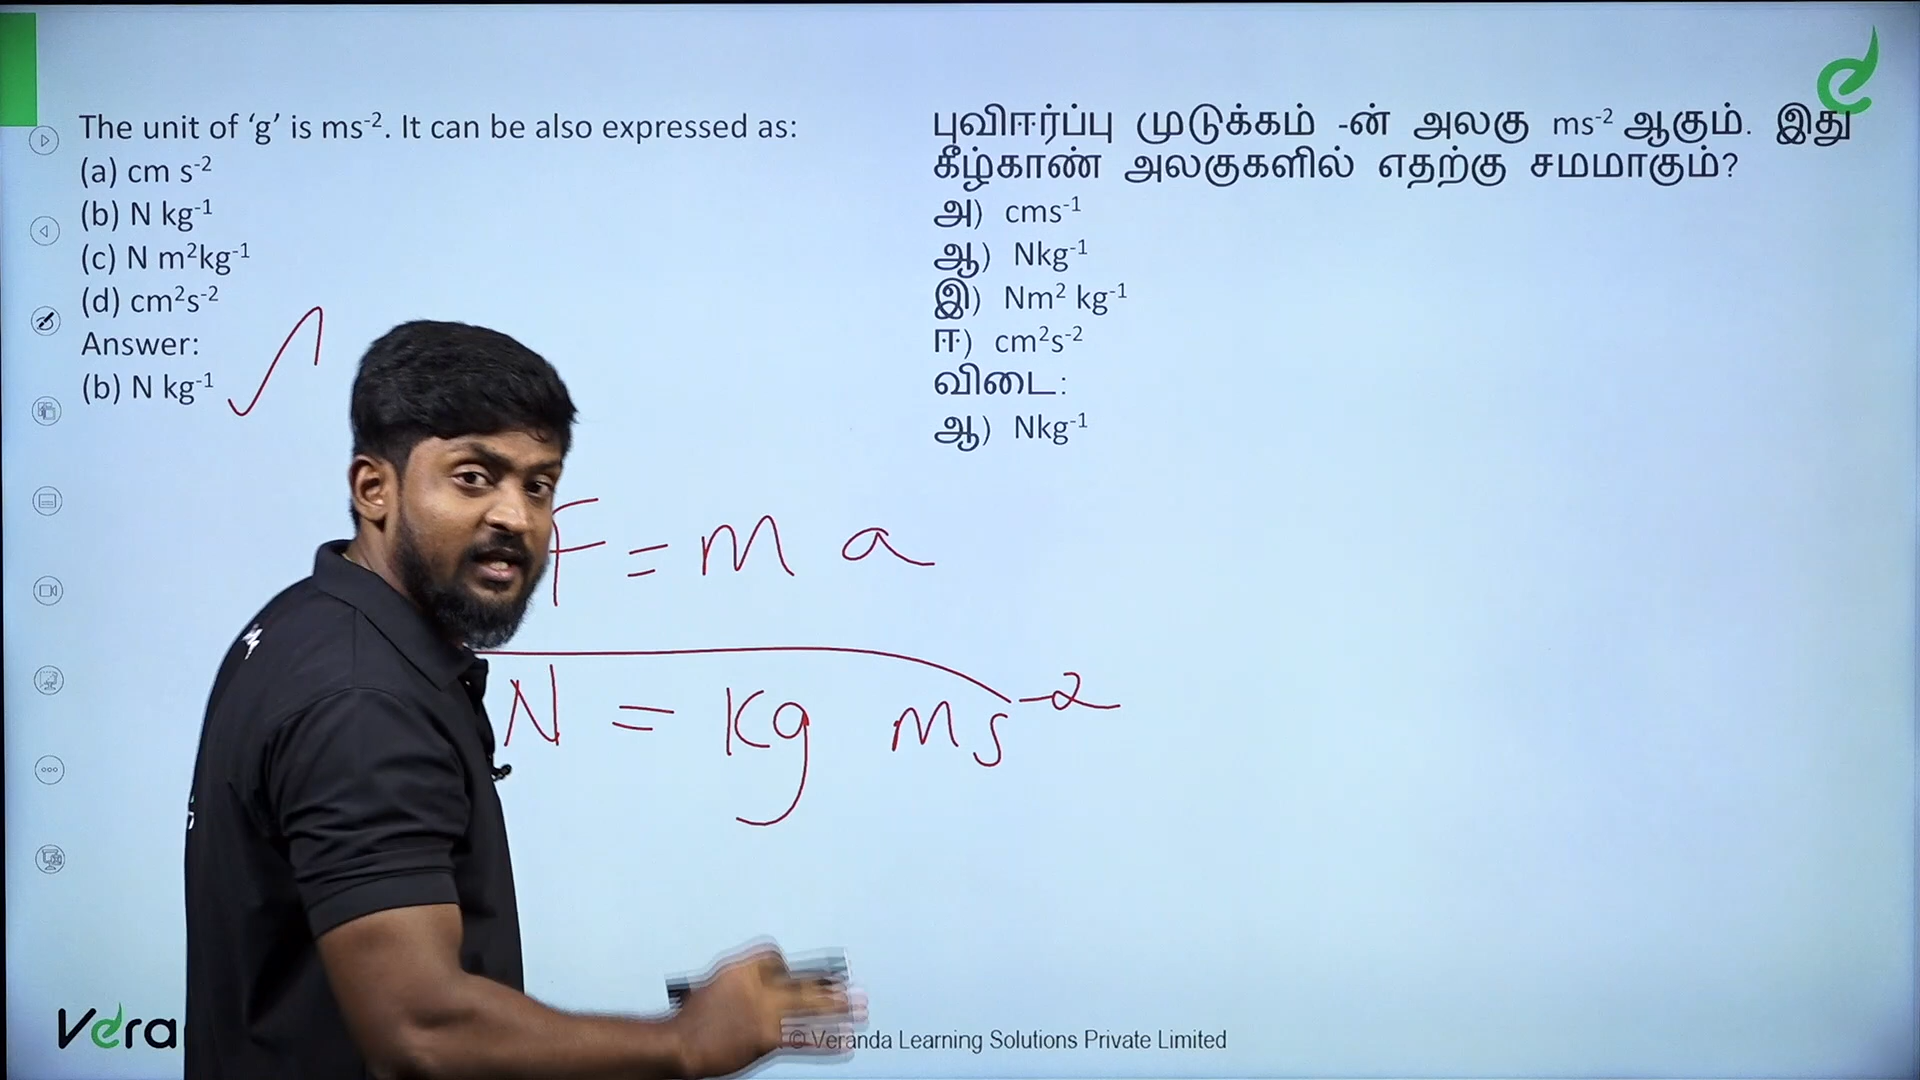 The unit of ‘g’ is ms-2. It can be also expressed as:
(a) cm s-2
(b) N kg-1
(c) N m2kg-1
(d) cm2s-2
Answer:
(b) N kg-1
புவிஈர்ப்பு முடுக்கம் -ன் அலகு ms-2 ஆகும். இது
கீழ்காண் அலகுகளில் எதற்கு சமமாகும்?
அ) cms-1
ஆ) Nkg-1
இ) Nm2 kg-1
ஈ) cm2s-2
விடை:
ஆ) Nkg-1
F = m a
N = kg ms-2
Vera
© Veranda Learning Solutions Private Limited